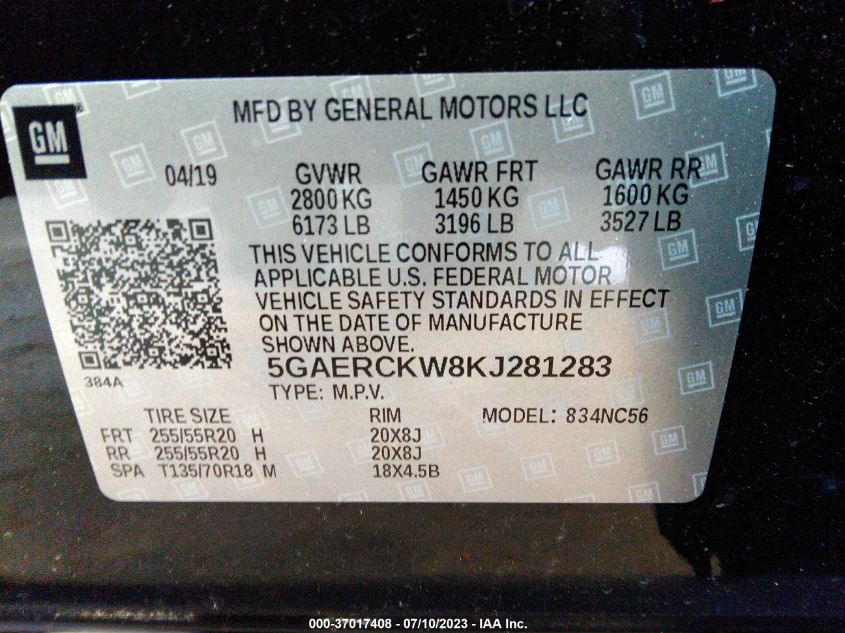 GM
MFD BY GENERAL MOTORS LLC
04/19 GVWR GAWR FRT GAWR RR
2800 KG 1450 KG 1600 KG
6173 LB 3196 LB 3527 LB
THIS VEHICLE CONFORMS TO ALL
APPLICABLE U.S. FEDERAL MOTOR
VEHICLE SAFETY STANDARDS IN EFFECT
ON THE DATE OF MANUFACTURE
SHOWN ABOVE.
384A
5GAERCKW8KJ281283
TYPE: M.P.V.
TIRE SIZE RIM MODEL: 834NC56
FRT 255/55R20 H 20X8J
RR 255/55R20 H 20X8J
SPA T135/70R18 M 18X4.5B
000-37017408 - 07/10/2023 - IAA Inc.